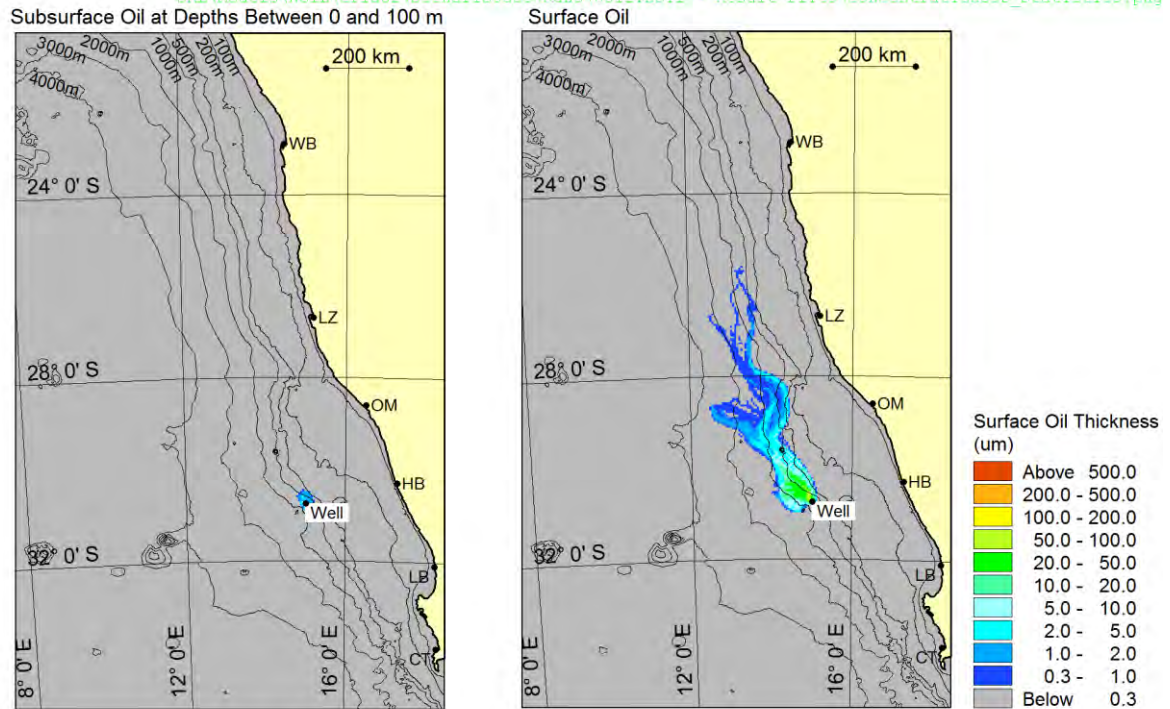 Subsurface Oil at Depths Between 0 and 100 m
3000m
2000m
1000m
500m
200m
100m
4000m
200 km
WB
24° 0' S
LZ
28° 0' S
OM
HB
Well
32° 0' S
LB
CT
8° 0' E
12° 0' E
16° 0' E
Surface Oil
3000m
2000m
1000m
500m
200m
100m
4000m
200 km
WB
24° 0' S
LZ
28° 0' S
OM
HB
Well
32° 0' S
LB
CT
8° 0' E
12° 0' E
16° 0' E
Surface Oil Thickness
(um)
Above 500.0
200.0 - 500.0
100.0 - 200.0
50.0 - 100.0
20.0 - 50.0
10.0 - 20.0
5.0 - 10.0
2.0 - 5.0
1.0 - 2.0
0.3 - 1.0
Below 0.3